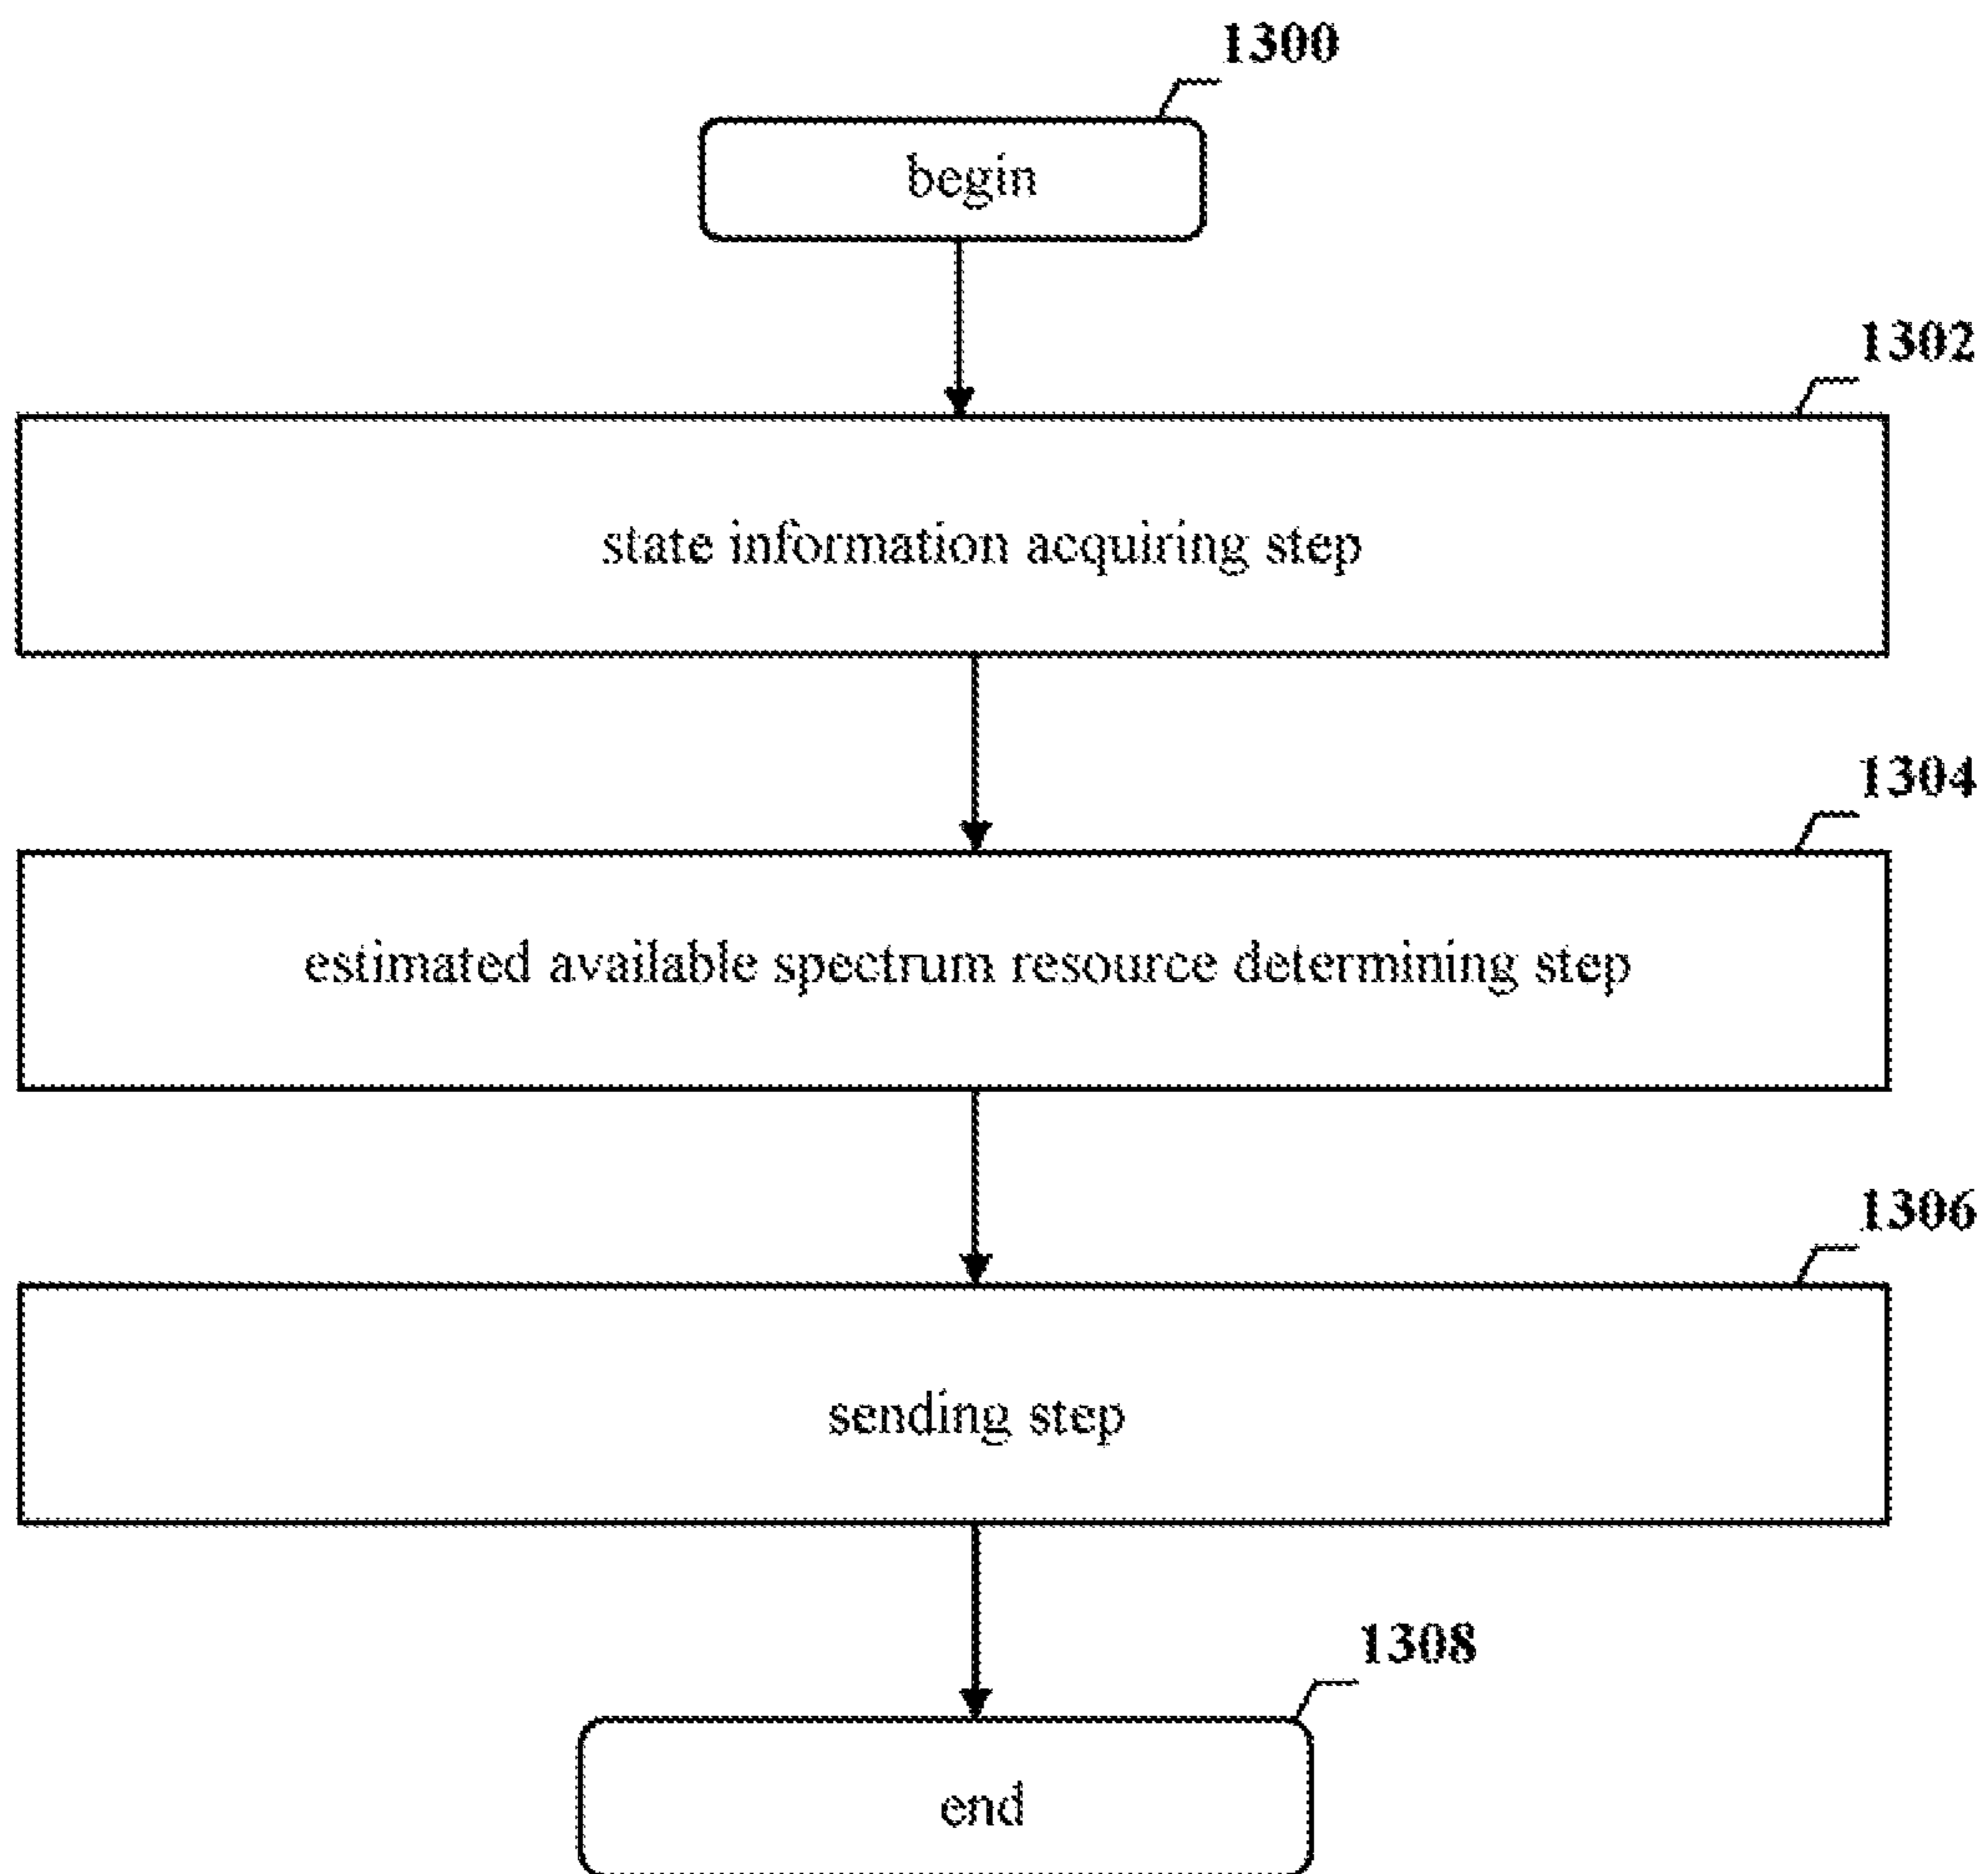 1300
begin
1302
state information acquiring step
1304
estimated available spectrum resource determining step
1306
sending step
1308
end